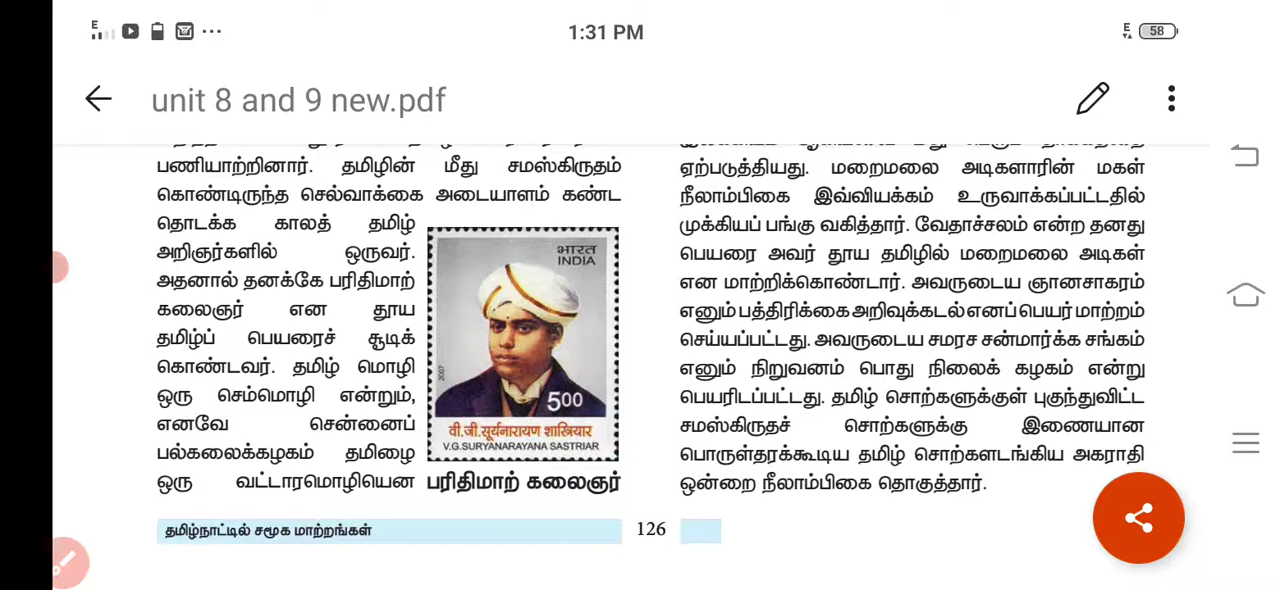 E
1:31 PM
E
58
unit 8 and 9 new.pdf
பணியாற்றினார். தமிழின் மீது சமஸ்கிருதம்
கொண்டிருந்த செல்வாக்கை அடையாளம் கண்ட
தொடக்க காலத் தமிழ்
அறிஞர்களில் ஒருவர்.
அதனால் தனக்கே பரிதிமாற்
கலைஞர் என தூய
தமிழ்ப் பெயரைச் சூடிக்
கொண்டவர். தமிழ் மொழி
ஒரு செம்மொழி என்றும்,
எனவே சென்னைப்
பல்கலைக்கழகம் தமிழை
ஒரு வட்டாரமொழியென
भारत
INDIA
2007
500
वी.जी.सूर्यनारायण शास्त्रियार
V.G.SURYANARAYANA SASTRIAR
பரிதிமாற் கலைஞர்
ஏற்படுத்தியது. மறைமலை அடிகளாரின் மகள்
நீலாம்பிகை இவ்வியக்கம் உருவாக்கப்பட்டதில்
முக்கியப் பங்கு வகித்தார். வேதாச்சலம் என்ற தனது
பெயரை அவர் தூய தமிழில் மறைமலை அடிகள்
என மாற்றிக்கொண்டார். அவருடைய ஞானசாகரம்
எனும் பத்திரிக்கை அறிவுக்கடல் எனப் பெயர் மாற்றம்
செய்யப்பட்டது. அவருடைய சமரச சன்மார்க்க சங்கம்
எனும் நிறுவனம் பொது நிலைக் கழகம் என்று
பெயரிடப்பட்டது. தமிழ் சொற்களுக்குள் புகுந்துவிட்ட
சமஸ்கிருதச் சொற்களுக்கு இணையான
பொருள்தரக்கூடிய தமிழ் சொற்களடங்கிய அகராதி
ஒன்றை நீலாம்பிகை தொகுத்தார்.
தமிழ்நாட்டில் சமூக மாற்றங்கள்
126